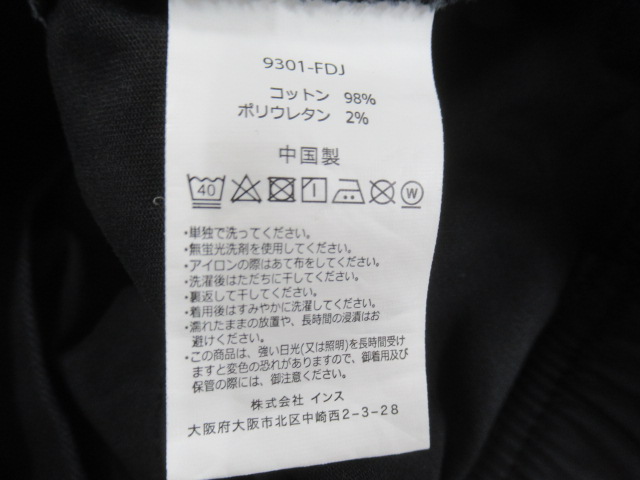 9301-FDJ
コットン 98%
ポリウレタン 2%
中国製
40
W
・単独で洗ってください。
・無蛍光洗剤を使用してください。
・アイロンの際はあて布をしてください。
・洗濯後はただちに干してください。
・裏返して干してください。
・着用後はすみやかに洗濯してください。
・濡れたままの放置や、長時間の浸漬はお
避けください。
・この商品は、強い日光(又は照明)を長時間受け
ますと変色の恐れがありますので、御着用及び
保管の際には、御注意ください。
株式会社 インス
大阪府大阪市北区中崎西2-3-28